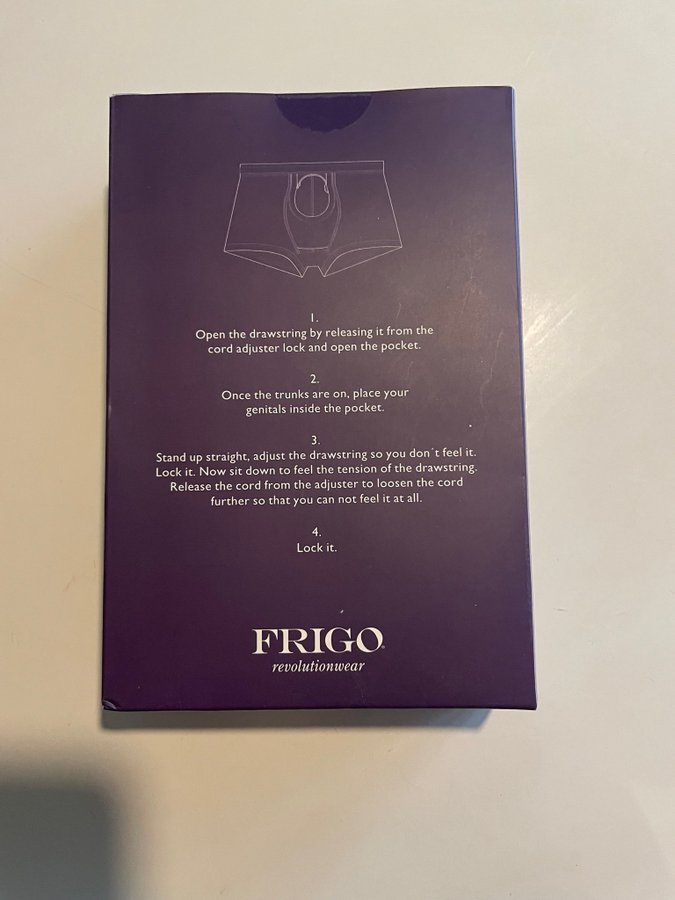 1.
Open the drawstring by releasing it from the
cord adjuster lock and open the pocket.
2.
Once the trunks are on, place your
genitals inside the pocket.
3.
Stand up straight, adjust the drawstring so you don´t feel it.
Lock it. Now sit down to feel the tension of the drawstring.
Release the cord from the adjuster to loosen the cord
further so that you can not feel it at all.
4.
Lock it.
FRIGO®
revolutionwear